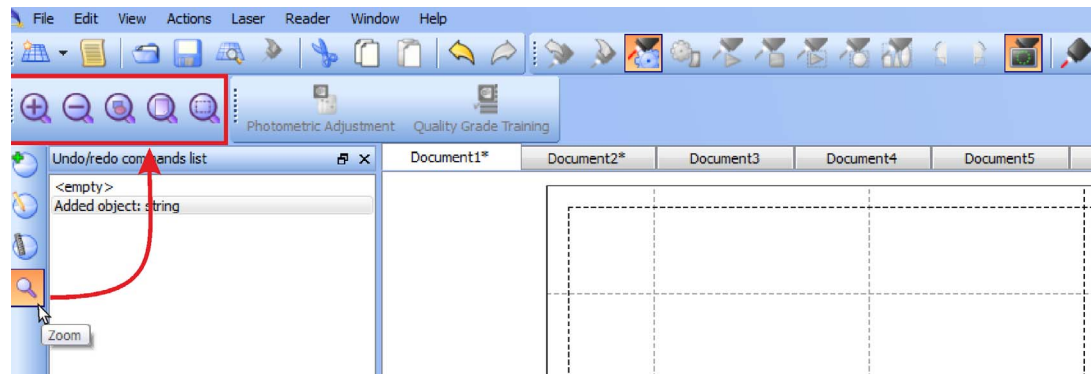 File Edit View Actions Laser Reader Window Help
Photometric Adjustment Quality Grade Training
Undo/redo commands list
Document1* Document2* Document3 Document4 Document5
<empty>
Added object: string
Zoom